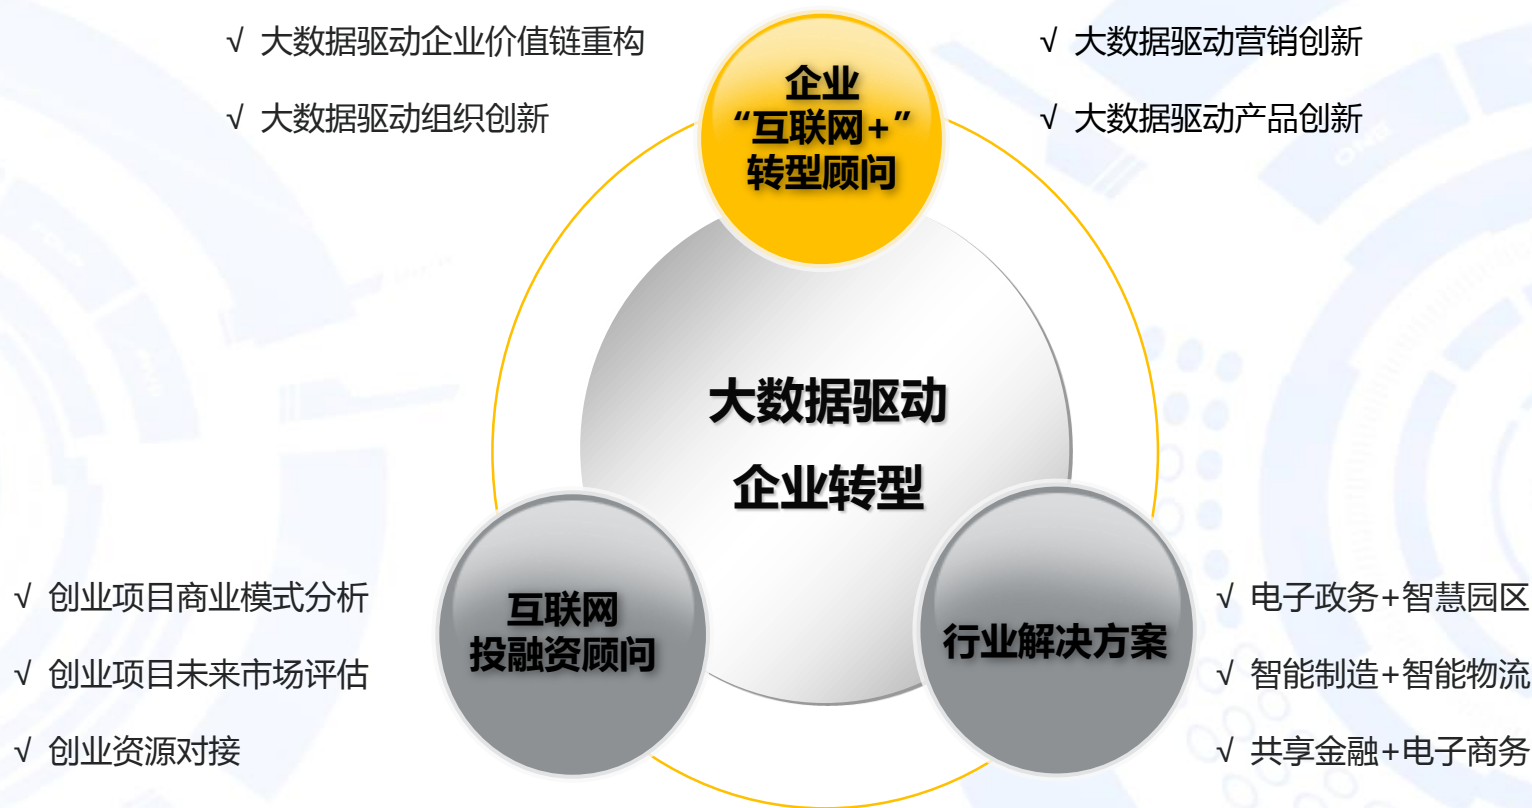 √ 大数据驱动企业价值链重构
√ 大数据驱动组织创新
企业
“互联网+”
转型顾问
√ 大数据驱动营销创新
√ 大数据驱动产品创新
大数据驱动
企业转型
互联网
投融资顾问
√ 创业项目商业模式分析
√ 创业项目未来市场评估
√ 创业资源对接
行业解决方案
√ 电子政务+智慧园区
√ 智能制造+智能物流
√ 共享金融+电子商务